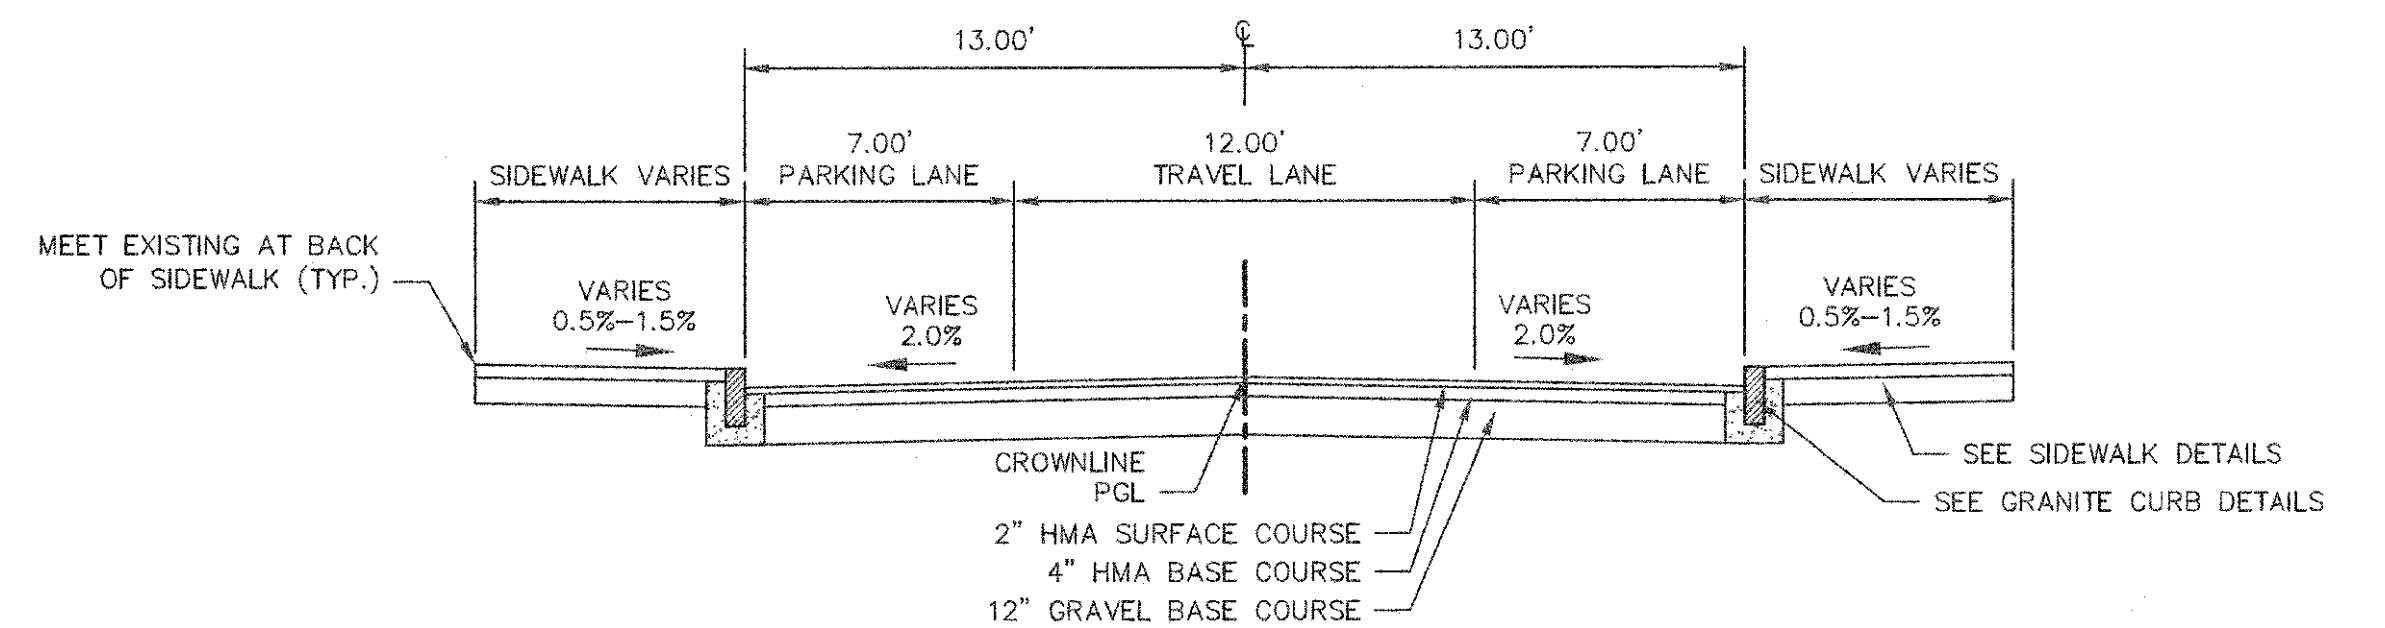 13.00'
℄
13.00'
7.00'
PARKING LANE
12.00'
TRAVEL LANE
7.00'
PARKING LANE
SIDEWALK VARIES
SIDEWALK VARIES
MEET EXISTING AT BACK
OF SIDEWALK (TYP.)
VARIES
0.5%-1.5%
VARIES
2.0%
VARIES
2.0%
VARIES
0.5%-1.5%
CROWNLINE
PGL
2" HMA SURFACE COURSE
4" HMA BASE COURSE
12" GRAVEL BASE COURSE
SEE SIDEWALK DETAILS
SEE GRANITE CURB DETAILS